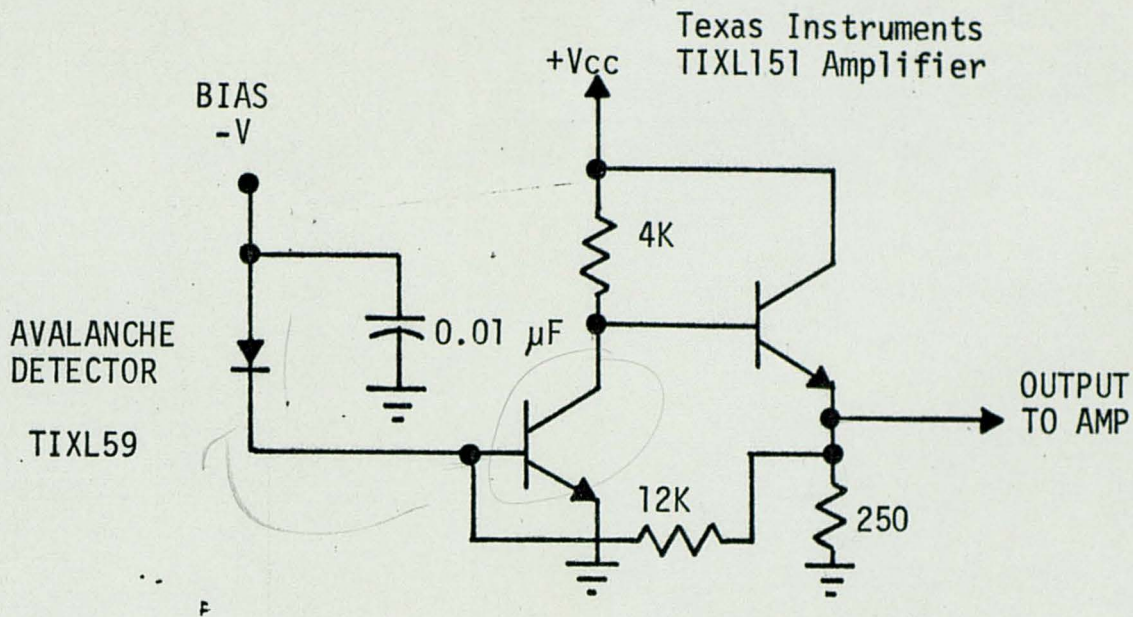 Texas Instruments
TIXL151 Amplifier
+Vcc
BIAS
-V
4K
0.01 µF
AVALANCHE
DETECTOR
TIXL59
OUTPUT
TO AMP
12K
250